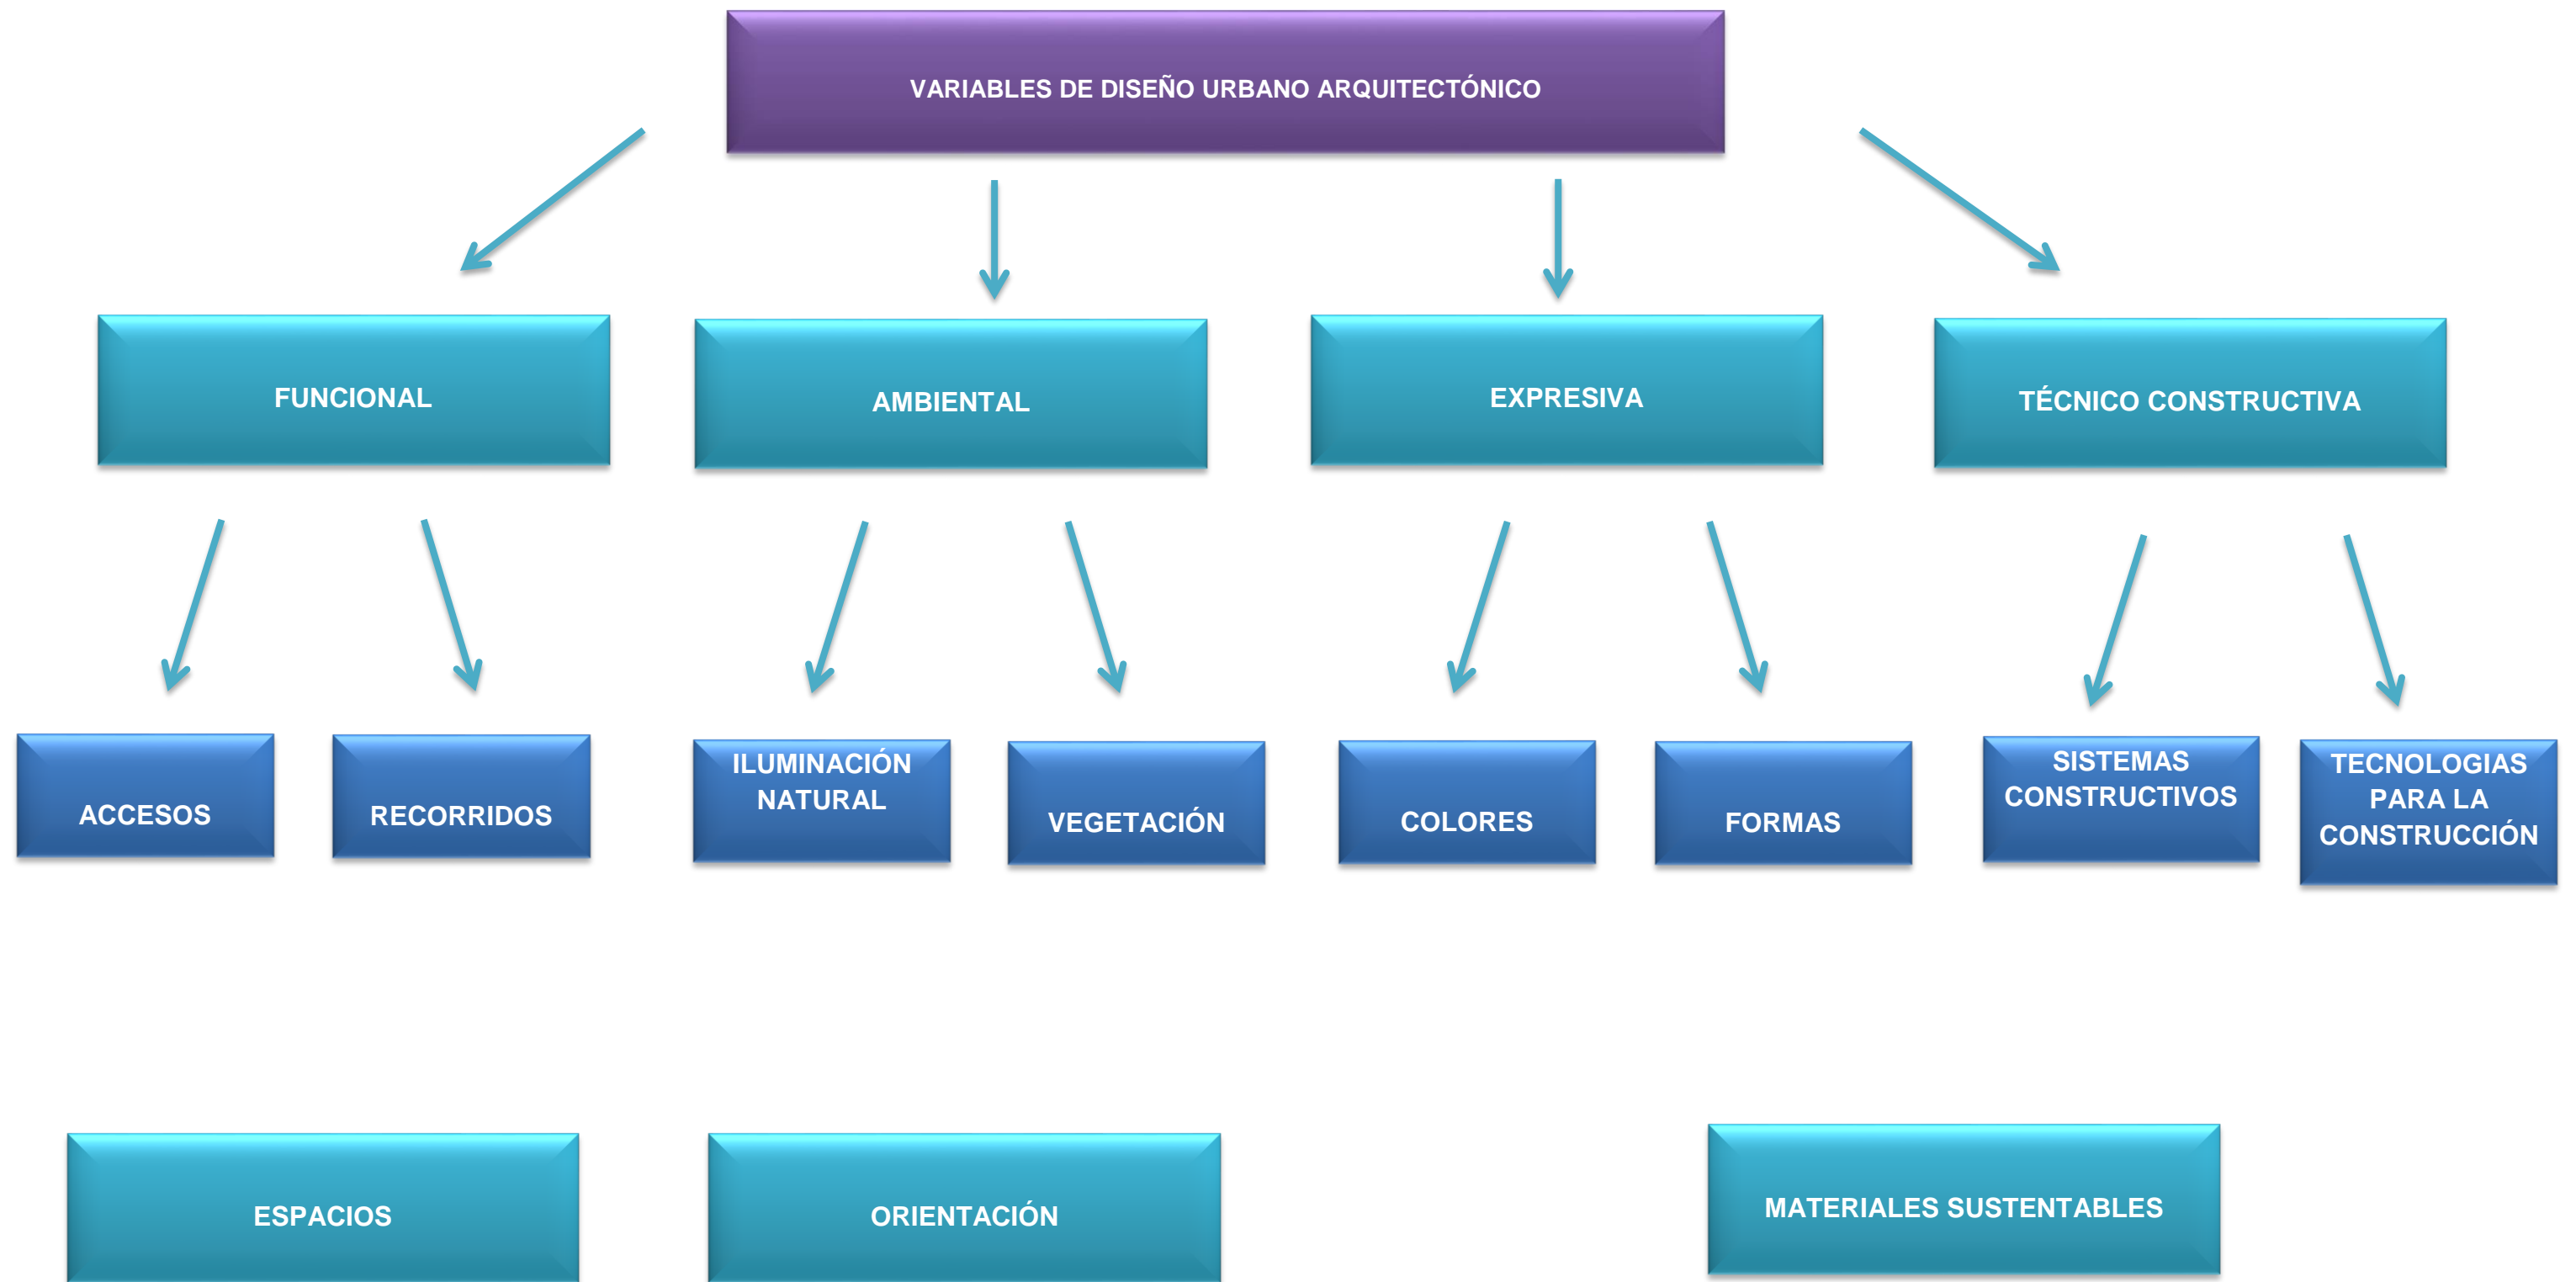 VARIABLES DE DISEÑO URBANO ARQUITECTÓNICO
FUNCIONAL
AMBIENTAL
EXPRESIVA
TÉCNICO CONSTRUCTIVA
ACCESOS
RECORRIDOS
ILUMINACIÓN
NATURAL
VEGETACIÓN
COLORES
FORMAS
SISTEMAS
CONSTRUCTIVOS
TECNOLOGIAS
PARA LA
CONSTRUCCIÓN
ESPACIOS
ORIENTACIÓN
MATERIALES SUSTENTABLES